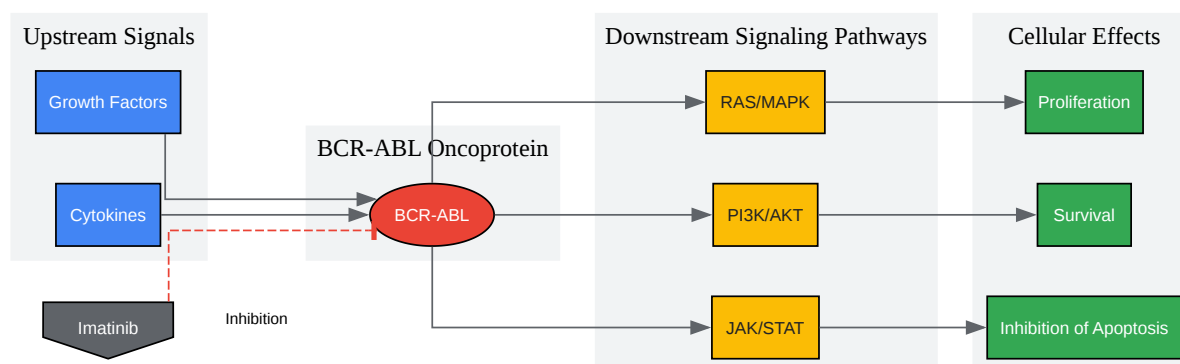 Upstream Signals
Downstream Signaling Pathways
Cellular Effects
Growth Factors
RAS/MAPK
Proliferation
BCR-ABL Oncoprotein
Cytokines
BCR-ABL
PI3K/AKT
Survival
Imatinib
Inhibition
JAK/STAT
Inhibition of Apoptosis